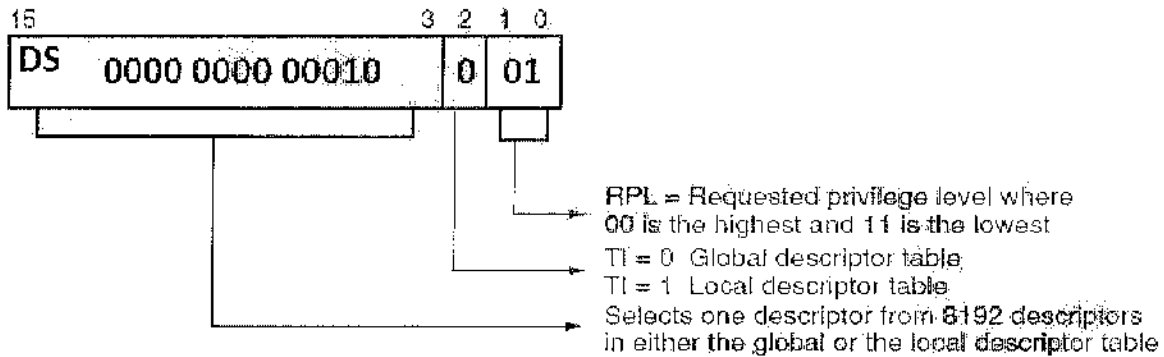 15 3 2 1 0
DS 0000 0000 00010 0 01
RPL = Requested privilege level where
00 is the highest and 11 is the lowest
TI = 0 Global descriptor table
TI = 1 Local descriptor table
Selects one descriptor from 8192 descriptors
in either the global or the local descriptor table